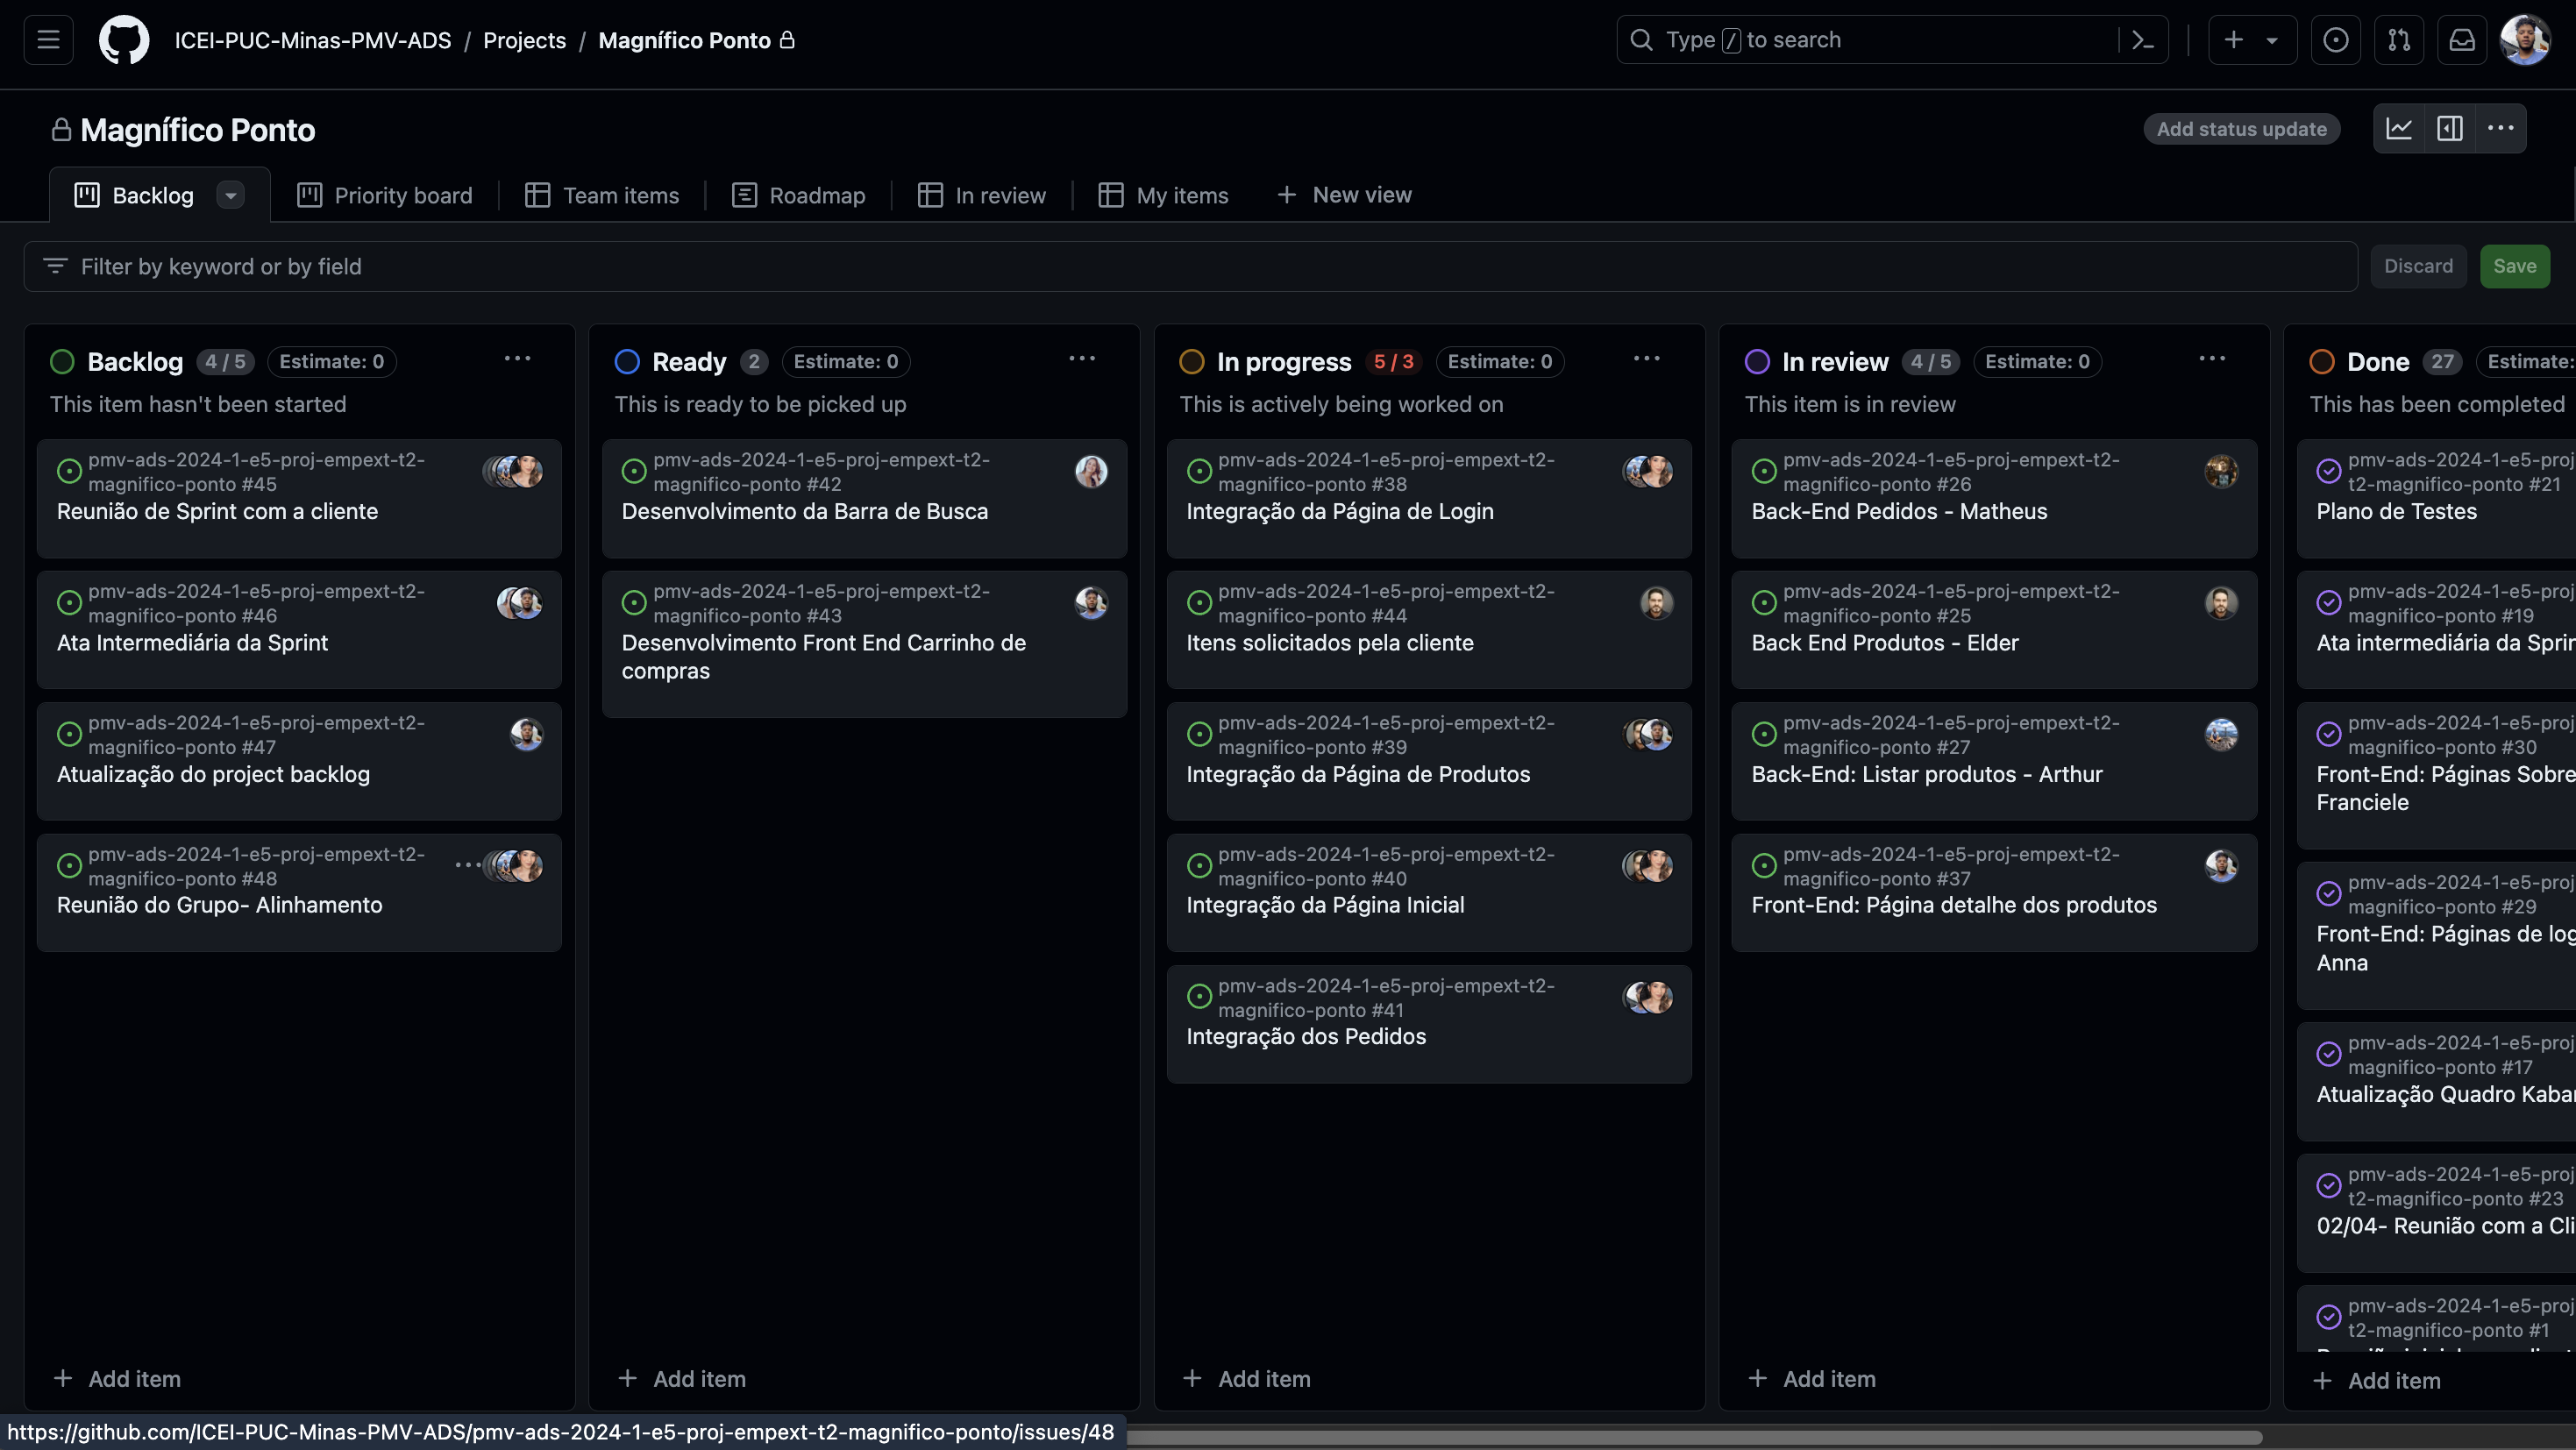 ICEI-PUC-Minas-PMV-ADS / Projects / Magnífico Ponto
Type / to search
Magnífico Ponto
Add status update
Backlog
Priority board
Team items
Roadmap
In review
My items
New view
Filter by keyword or by field
Discard
Save
Backlog 4 / 5 Estimate: 0
This item hasn't been started
pmv-ads-2024-1-e5-proj-empext-t2-
magnifico-ponto #45
Reunião de Sprint com a cliente
pmv-ads-2024-1-e5-proj-empext-t2-
magnifico-ponto #46
Ata Intermediária da Sprint
pmv-ads-2024-1-e5-proj-empext-t2-
magnifico-ponto #47
Atualização do project backlog
pmv-ads-2024-1-e5-proj-empext-t2-
magnifico-ponto #48
Reunião do Grupo- Alinhamento
Add item
Ready 2 Estimate: 0
This is ready to be picked up
pmv-ads-2024-1-e5-proj-empext-t2-
magnifico-ponto #42
Desenvolvimento da Barra de Busca
pmv-ads-2024-1-e5-proj-empext-t2-
magnifico-ponto #43
Desenvolvimento Front End Carrinho de
compras
Add item
In progress 5 / 3 Estimate: 0
This is actively being worked on
pmv-ads-2024-1-e5-proj-empext-t2-
magnifico-ponto #38
Integração da Página de Login
pmv-ads-2024-1-e5-proj-empext-t2-
magnifico-ponto #44
Itens solicitados pela cliente
pmv-ads-2024-1-e5-proj-empext-t2-
magnifico-ponto #39
Integração da Página de Produtos
pmv-ads-2024-1-e5-proj-empext-t2-
magnifico-ponto #40
Integração da Página Inicial
pmv-ads-2024-1-e5-proj-empext-t2-
magnifico-ponto #41
Integração dos Pedidos
Add item
In review 4 / 5 Estimate: 0
This item is in review
pmv-ads-2024-1-e5-proj-empext-t2-
magnifico-ponto #26
Back-End Pedidos - Matheus
pmv-ads-2024-1-e5-proj-empext-t2-
magnifico-ponto #25
Back End Produtos - Elder
pmv-ads-2024-1-e5-proj-empext-t2-
magnifico-ponto #27
Back-End: Listar produtos - Arthur
pmv-ads-2024-1-e5-proj-empext-t2-
magnifico-ponto #37
Front-End: Página detalhe dos produtos
Add item
Done 27 Estimate:
This has been completed
pmv-ads-2024-1-e5-proj
t2-magnifico-ponto #21
Plano de Testes
pmv-ads-2024-1-e5-proj
magnifico-ponto #19
Ata intermediária da
pmv-ads-2024-1-e5-proj
magnifico-ponto #30
Front-End: Páginas Sobre
Franciele
pmv-ads-2024-1-e5-proj
magnifico-ponto #29
Front-End: Páginas de
Anna
pmv-ads-2024-1-e5-proj
magnifico-ponto #17
Atualização Quadro
pmv-ads-2024-1-e5-proj
t2-magnifico-ponto #23
02/04- Reunião com a
pmv-ads-2024-1-e5-proj
t2-magnifico-ponto #1
Add item
https://github.com/ICEI-PUC-Minas-PMV-ADS/pmv-ads-2024-1-e5-proj-empext-t2-magnifico-ponto/issues/48